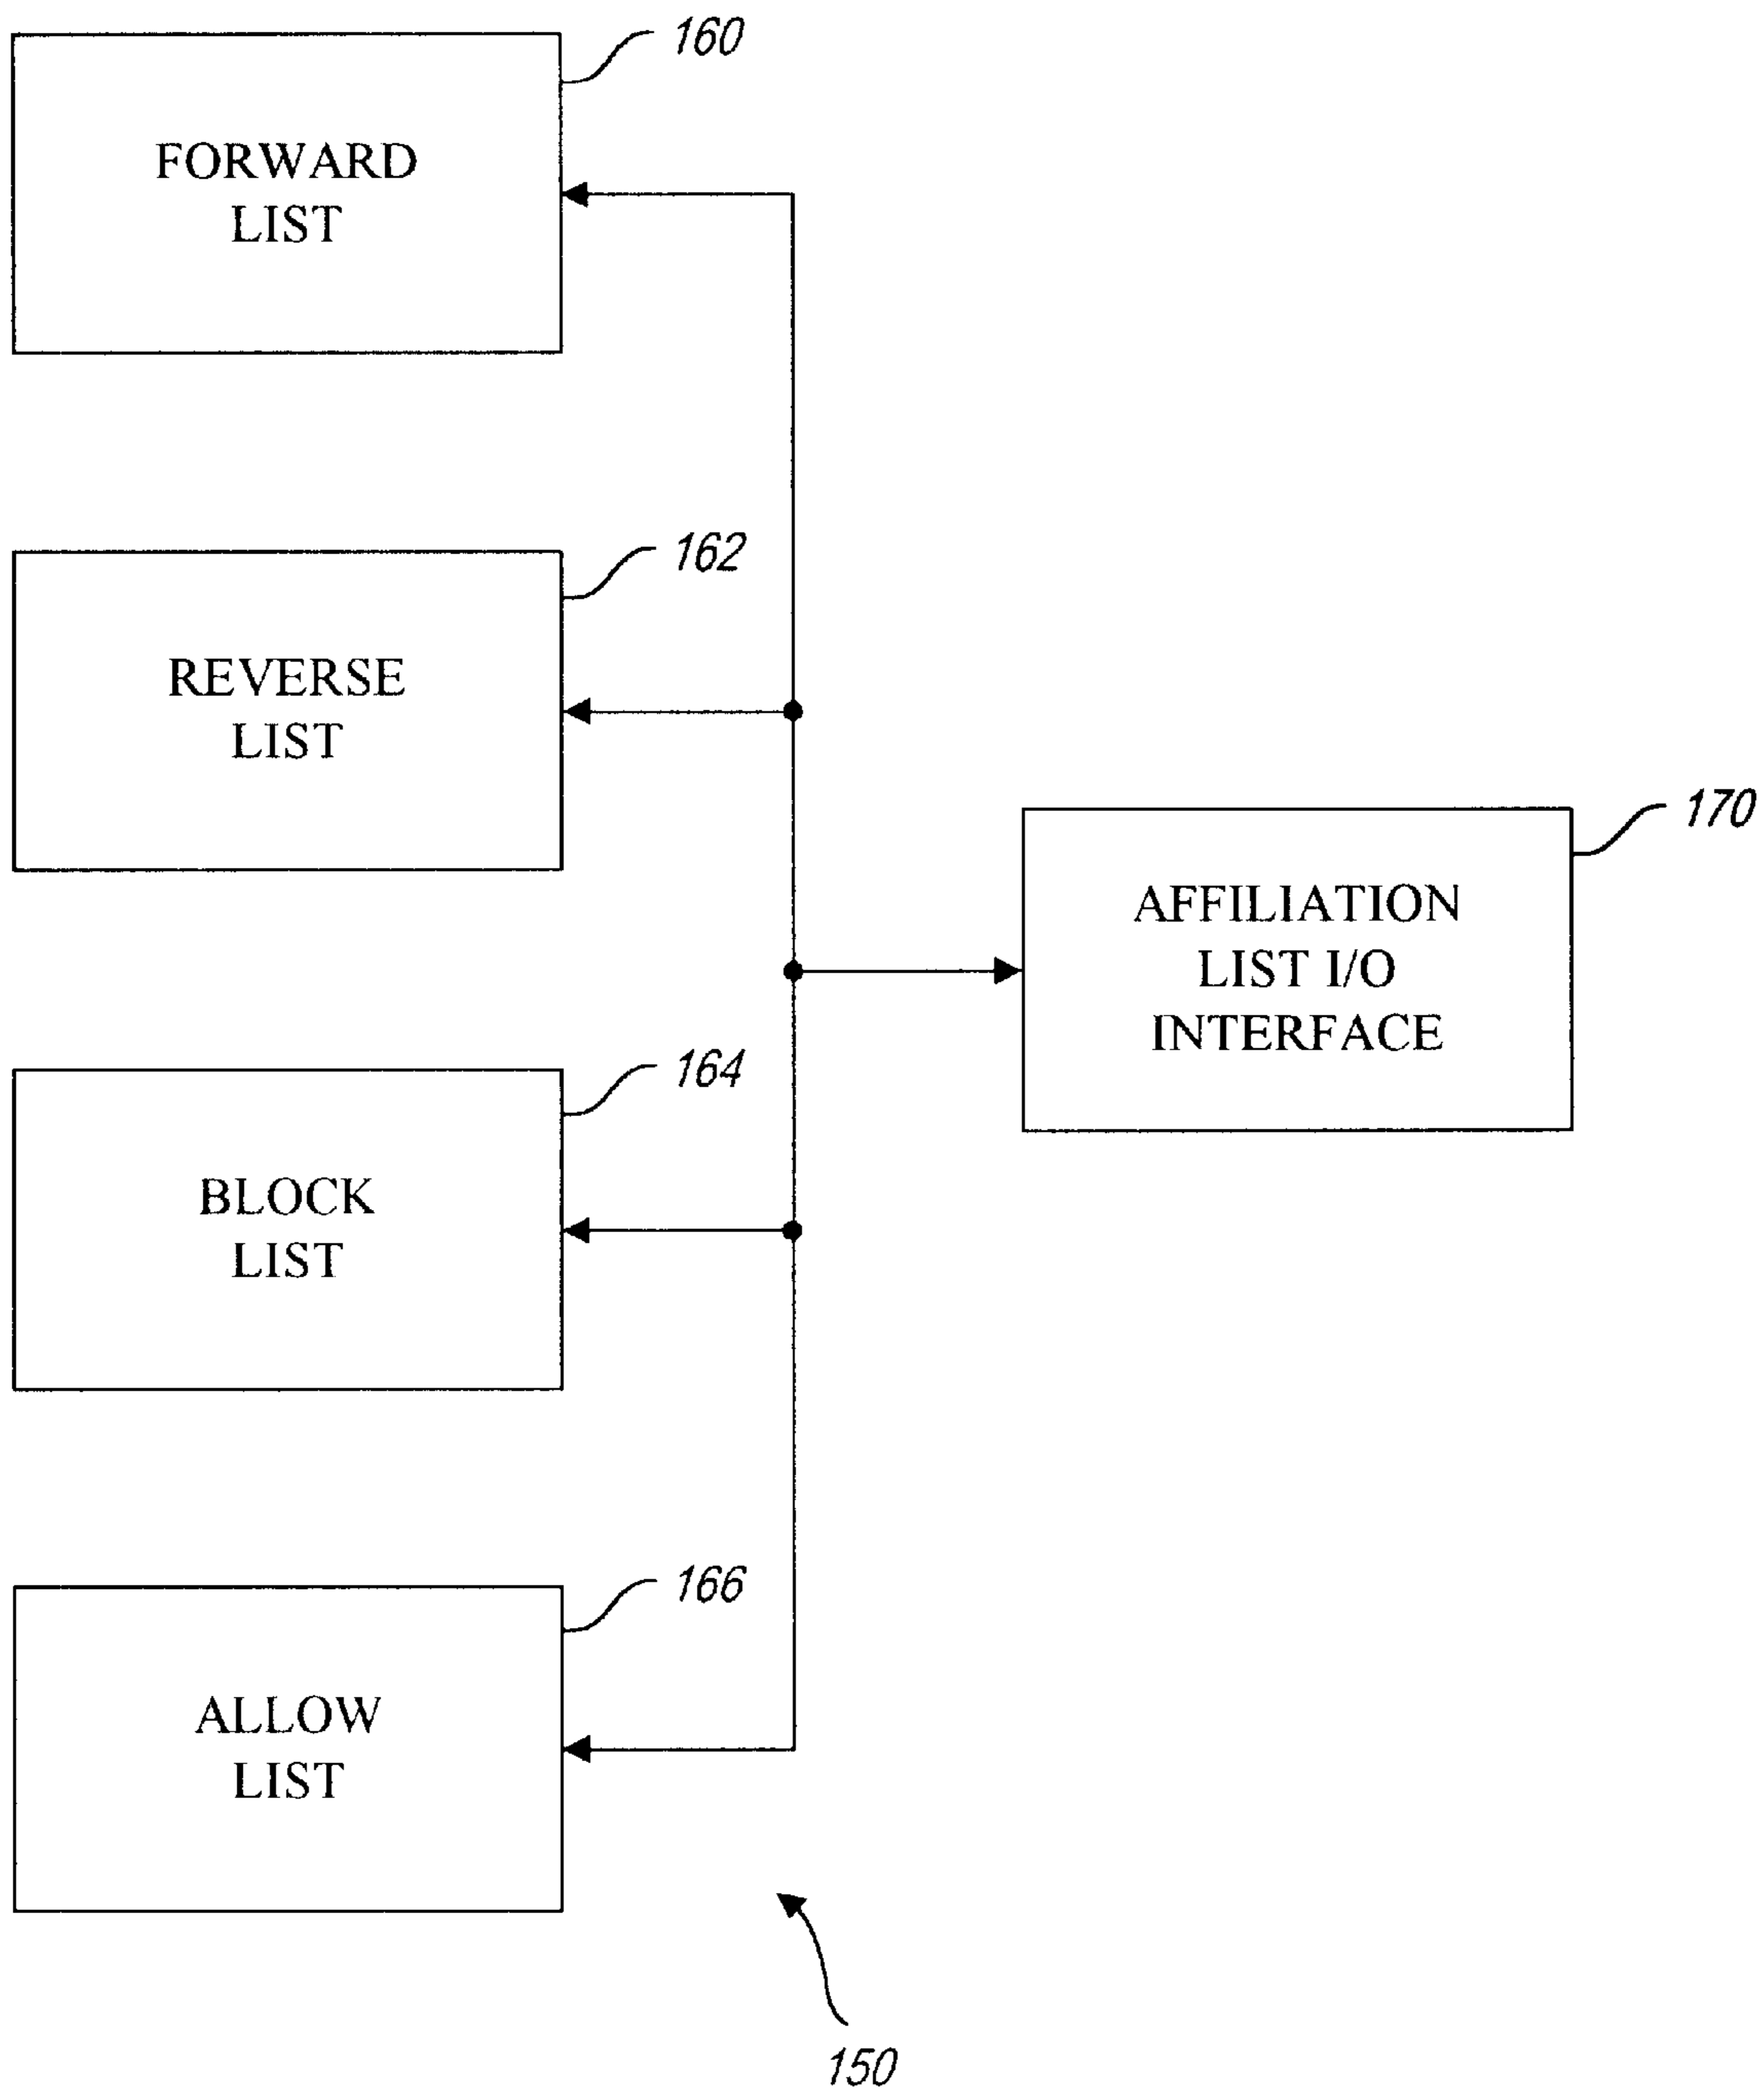 160
FORWARD
LIST
162
REVERSE
LIST
170
AFFILIATION
LIST I/O
INTERFACE
164
BLOCK
LIST
166
ALLOW
LIST
150